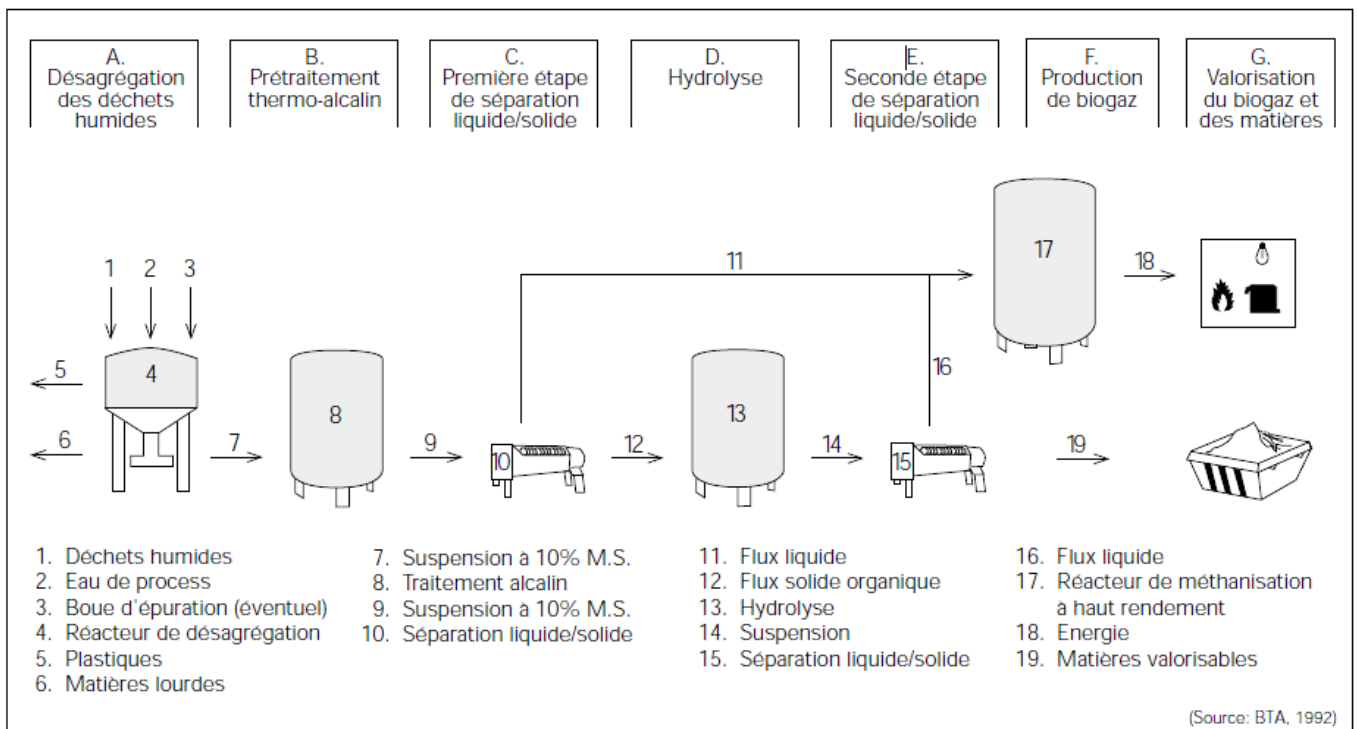 A.
Désagrégation
des déchets
humides
B.
Prétraitement
thermo-alcalin
C.
Première étape
de séparation
liquide/solide
D.
Hydrolyse
E.
Seconde étape
de séparation
liquide/solide
F.
Production
de biogaz
G.
Valorisation
du biogaz et
des matières
1 2 3
4
5
6
7
8
9
10
11
12
13
14
15
16
17
18
19
1. Déchets humides
2. Eau de process
3. Boue d'épuration (éventuel)
4. Réacteur de désagrégation
5. Plastiques
6. Matières lourdes
7. Suspension à 10% M.S.
8. Traitement alcalin
9. Suspension à 10% M.S.
10. Séparation liquide/solide
11. Flux liquide
12. Flux solide organique
13. Hydrolyse
14. Suspension
15. Séparation liquide/solide
16. Flux liquide
17. Réacteur de méthanisation
à haut rendement
18. Energie
19. Matières valorisables
(Source: BTA, 1992)